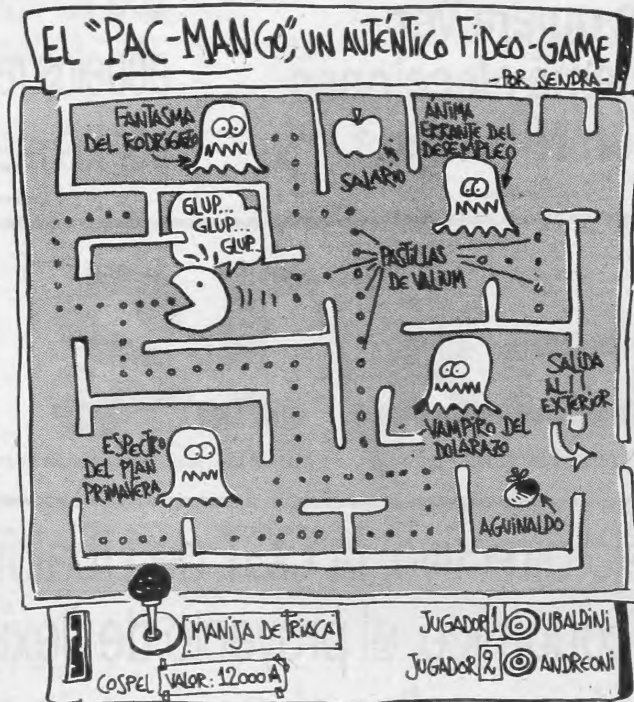 EL "PAC-MANGO", UN AUTÉNTICO FIDEO-GAME
- POR SENDRA -
FANTASMA
DEL RODRIGAZO
SALARIO
ÁNIMA
ERRANTE DEL
DESEMPLEO
GLUP...
GLUP...
GLUP...
PASTILLAS
DE VALIUM
SALIDA
AL
EXTERIOR
VAMPIRO DEL
DOLARAZO
ESPECTRO
DEL PLAN
PRIMAVERA
AGUINALDO
MANIJA DE TRIACA
COSPEL VALOR: 12000 A
JUGADOR 1 UBALDINI
JUGADOR 2 ANDREONI